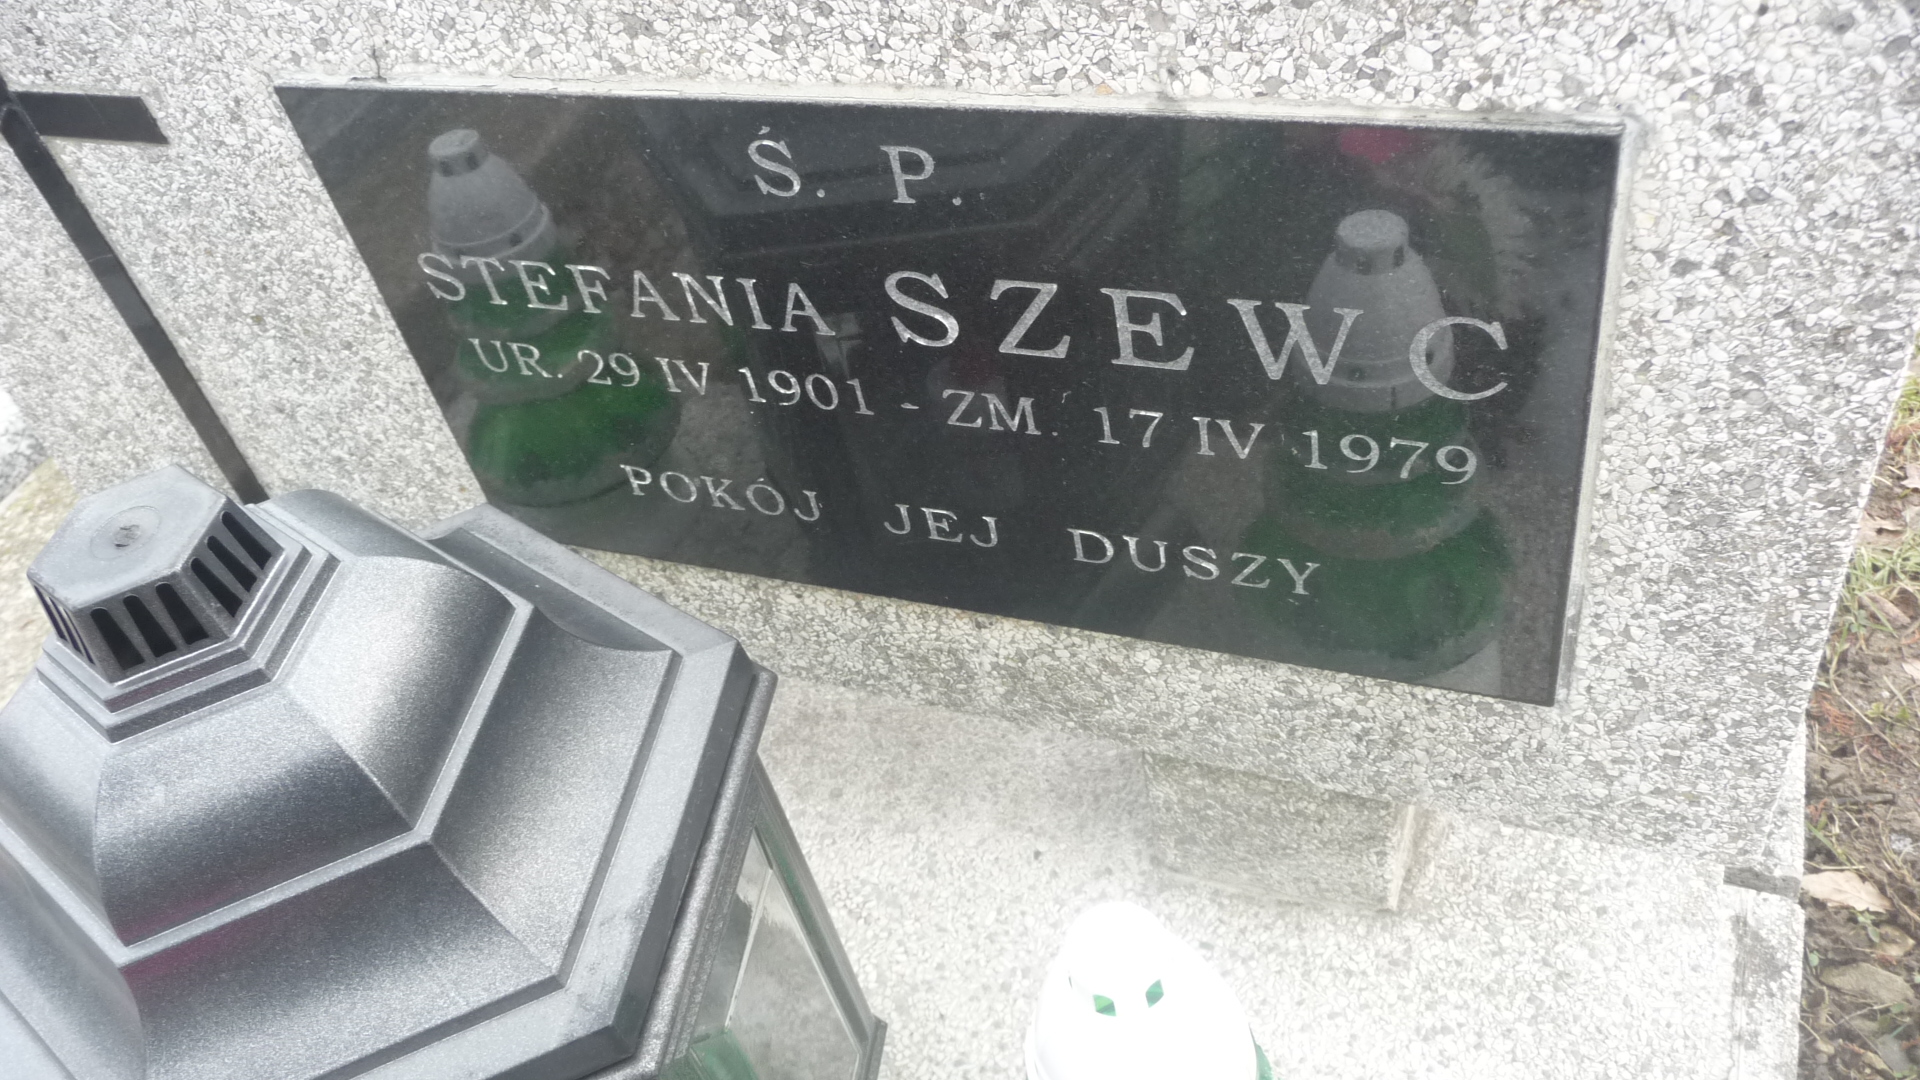 Ś. P.
STEFANIA SZEWC
UR. 29 IV 1901 - ZM. 17 IV 1979
POKÓJ JEJ DUSZY